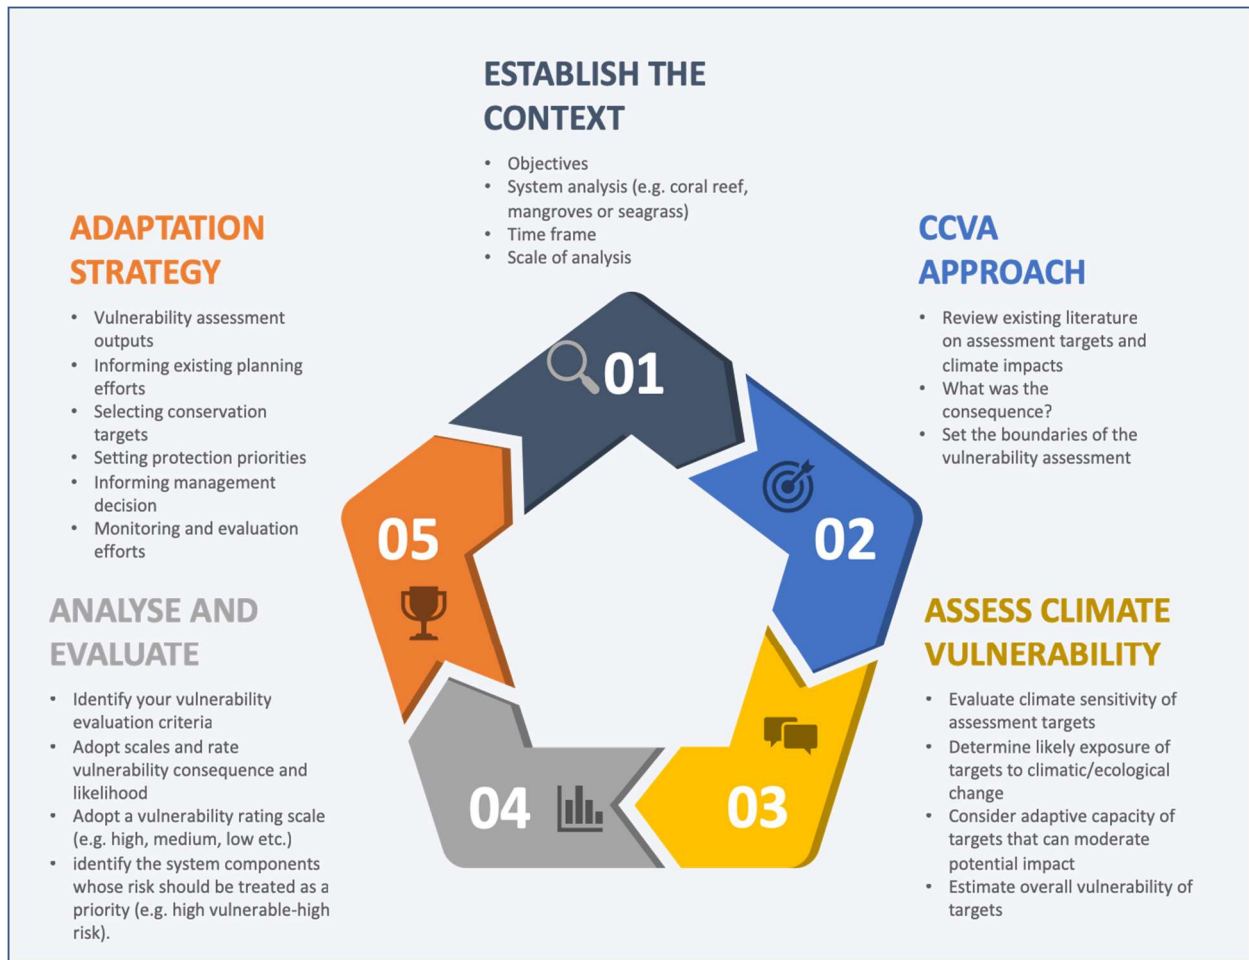 ESTABLISH THE
CONTEXT
• Objectives
• System analysis (e.g. coral reef,
mangroves or seagrass)
• Time frame
• Scale of analysis
CCVA
APPROACH
• Review existing literature
on assessment targets and
climate impacts
• What was the
consequence?
• Set the boundaries of the
vulnerability assessment
ASSESS CLIMATE
VULNERABILITY
• Evaluate climate sensitivity of
assessment targets
• Determine likely exposure of
targets to climatic/ecological
change
• Consider adaptive capacity of
targets that can moderate
potential impact
• Estimate overall vulnerability of
targets
ANALYSE AND
EVALUATE
• Identify your vulnerability
evaluation criteria
• Adopt scales and rate
vulnerability consequence and
likelihood
• Adopt a vulnerability rating scale
(e.g. high, medium, low etc.)
• identify the system components
whose risk should be treated as a
priority (e.g. high vulnerable-high
risk).
ADAPTATION
STRATEGY
• Vulnerability assessment
outputs
• Informing existing planning
efforts
• Selecting conservation
targets
• Setting protection priorities
• Informing management
decision
• Monitoring and evaluation
efforts
01
02
03
04
05